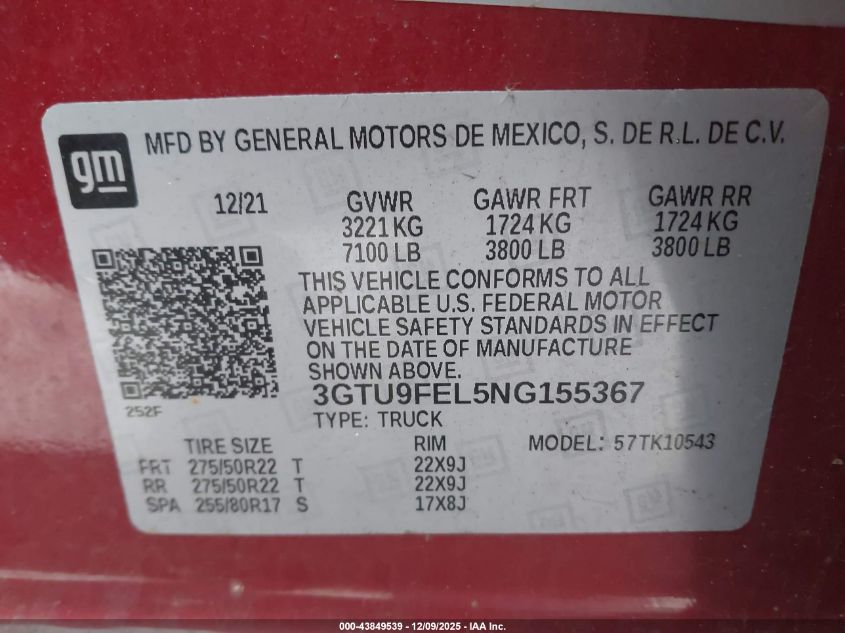 gm
MFD BY GENERAL MOTORS DE MEXICO, S. DE R.L. DE C.V.
12/21 GVWR GAWR FRT GAWR RR
3221 KG 1724 KG 1724 KG
7100 LB 3800 LB 3800 LB
THIS VEHICLE CONFORMS TO ALL
APPLICABLE U.S. FEDERAL MOTOR
VEHICLE SAFETY STANDARDS IN EFFECT
ON THE DATE OF MANUFACTURE
SHOWN ABOVE.
3GTU9FEL5NG155367
252F
TYPE: TRUCK
TIRE SIZE RIM MODEL: 57TK10543
FRT 275/50R22 T 22X9J
RR 275/50R22 T 22X9J
SPA 255/80R17 S 17X8J
000-43849539 - 12/09/2025 - IAA Inc.